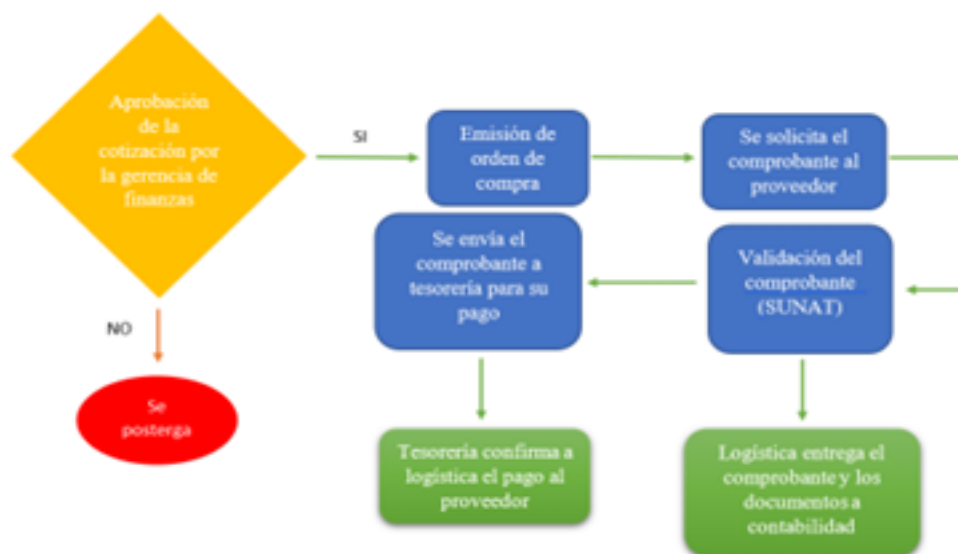 Aprobación
de la
cotización por
la gerencia de
finanzas
SI
Emisión de
orden de
compra
Se solicita el
comprobante al
proveedor
Se envía el
comprobante a
tesorería para su
pago
Validación del
comprobante
(SUNAT)
NO
Se
posterga
Tesorería confirma a
logística el pago al
proveedor
Logística entrega el
comprobante y los
documentos a
contabilidad